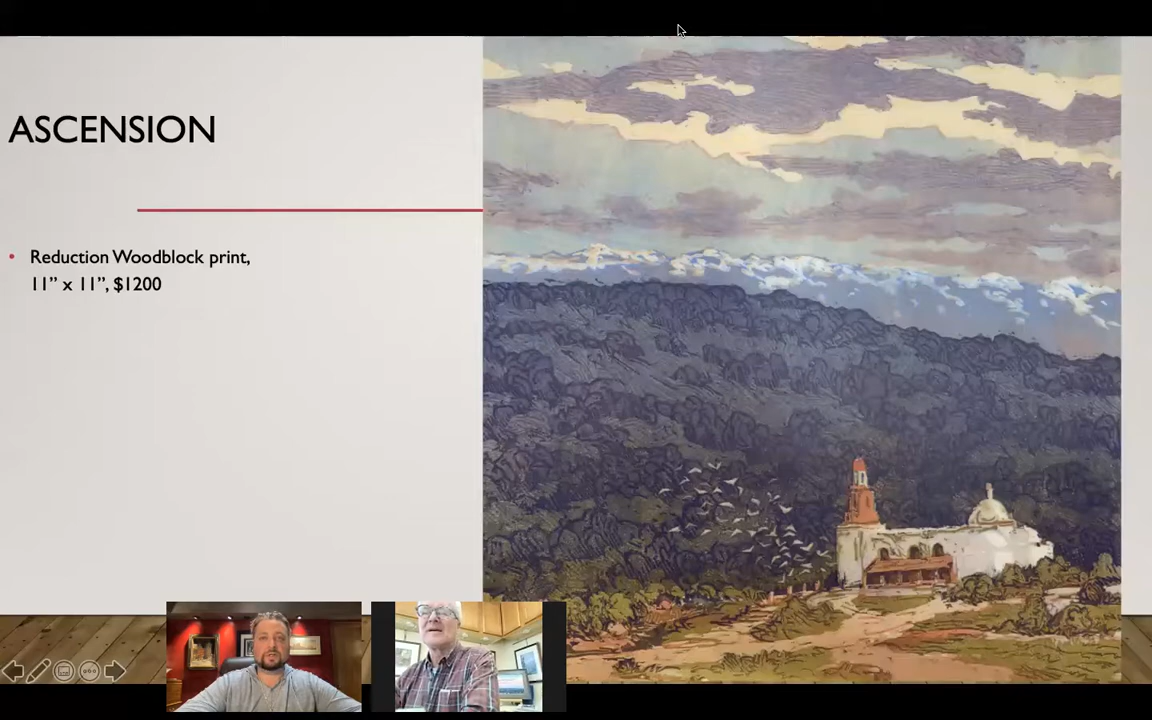 ASCENSION
• Reduction Woodblock print,
11” x 11”, $1200